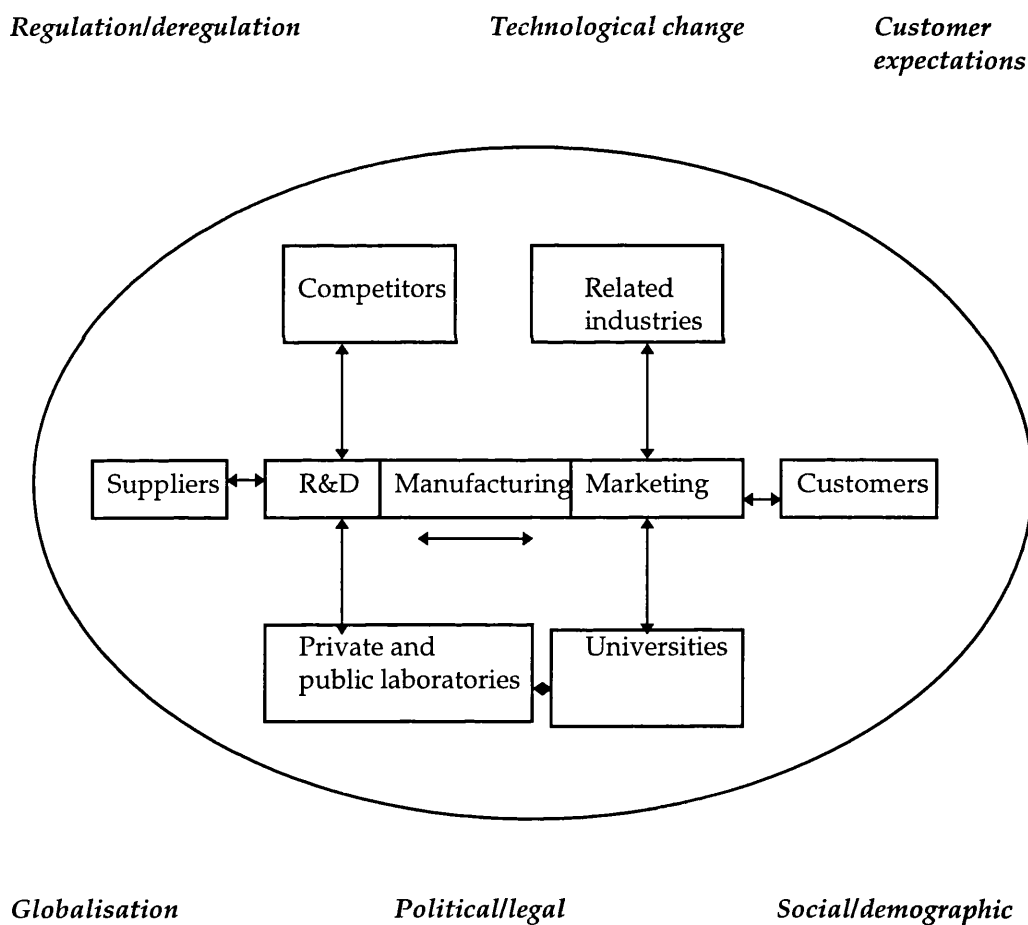 Regulation/deregulation Technological change Customer
expectations
Competitors
Related
industries
Suppliers R&D Manufacturing Marketing Customers
Private and
public laboratories
Universities
Globalisation Political/legal Social/demographic